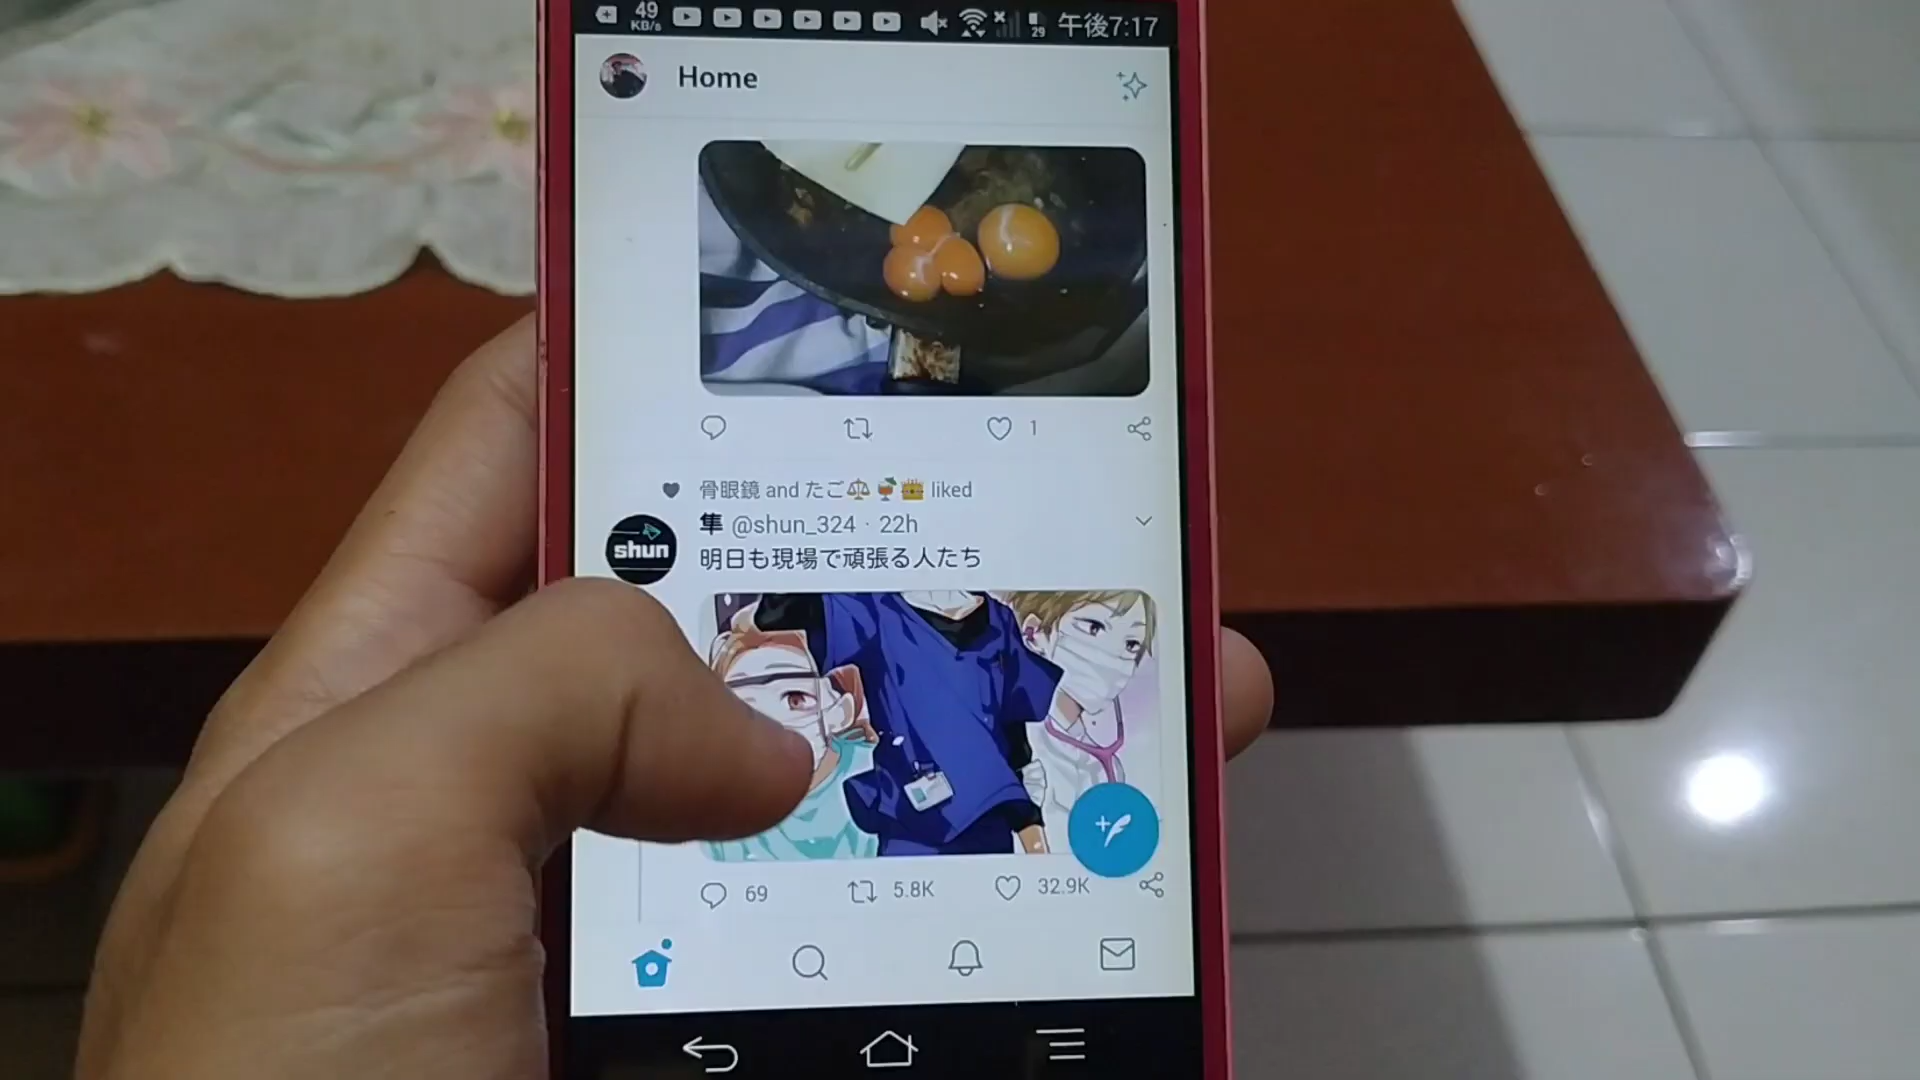 49
KB/s
29
午後7:17
Home
1
骨眼鏡 and たご⚖️🍹👑 liked
隼 @shun_324 · 22h
shun
明日も現場で頑張る人たち
69
5.8K
32.9K